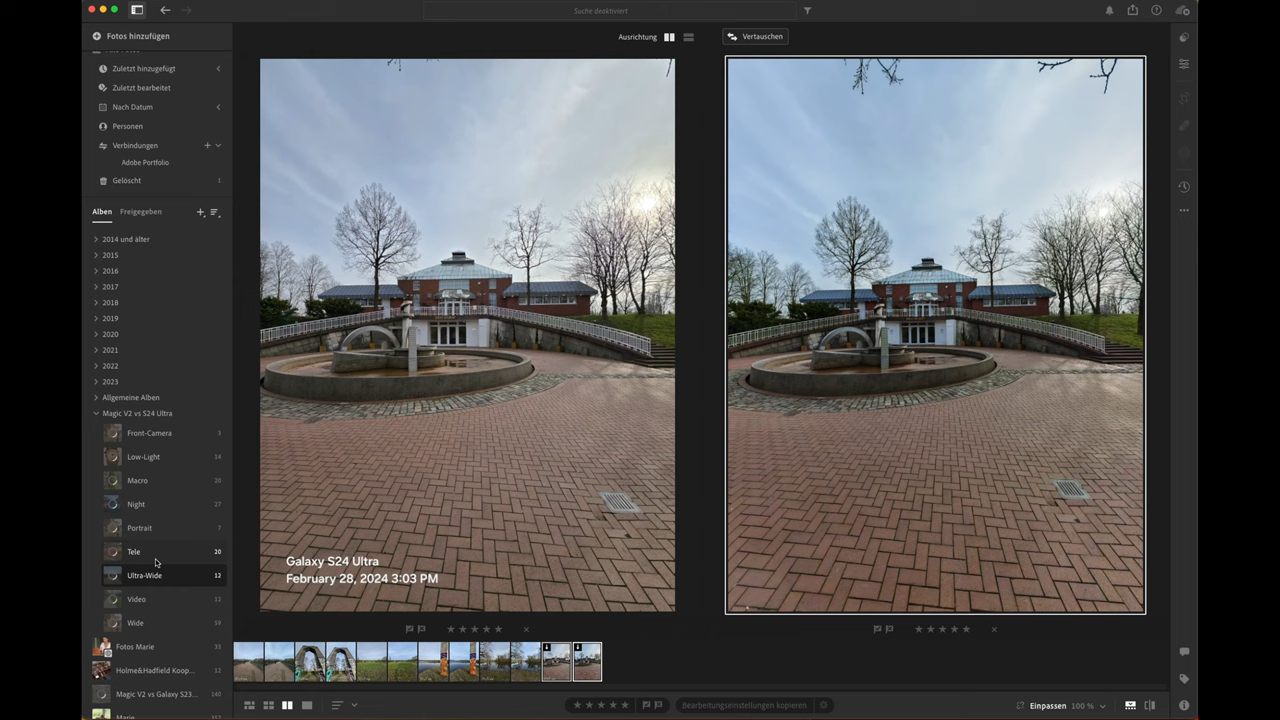 Suche deaktiviert
Fotos hinzufügen
Ausrichtung
Vertauschen
Zuletzt hinzugefügt
Zuletzt bearbeitet
Nach Datum
Personen
Verbindungen
Adobe Portfolio
Gelöscht 1
Alben Freigegeben
2014 und älter
2015
2016
2017
2018
2019
2020
2021
2022
2023
Allgemeine Alben
Magic V2 vs S24 Ultra
Front-Camera 3
Low-Light 14
Macro 20
Night 27
Portrait 7
Tele 20
Ultra-Wide 12
Video 12
Wide 59
Fotos Marie 33
Holme&Hadfield Koop... 12
Magic V2 vs Galaxy S23... 140
Marie
Galaxy S24 Ultra
February 28, 2024 3:03 PM
Bearbeitungseinstellungen kopieren
Einpassen 100 %